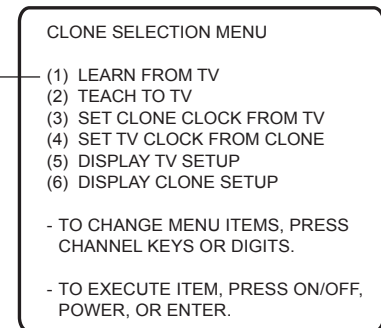 CLONE SELECTION MENU
(1) LEARN FROM TV
(2) TEACH TO TV
(3) SET CLONE CLOCK FROM TV
(4) SET TV CLOCK FROM CLONE
(5) DISPLAY TV SETUP
(6) DISPLAY CLONE SETUP
- TO CHANGE MENU ITEMS, PRESS
CHANNEL KEYS OR DIGITS.
- TO EXECUTE ITEM, PRESS ON/OFF,
POWER, OR ENTER.